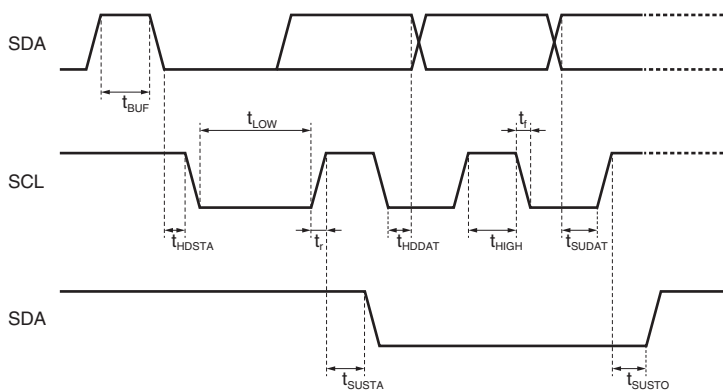 SDA
tBUF
tLOW
tf
SCL
tHDSTA
tr
tHDDAT
tHIGH
tSUDAT
SDA
tSUSTA
tSUSTO